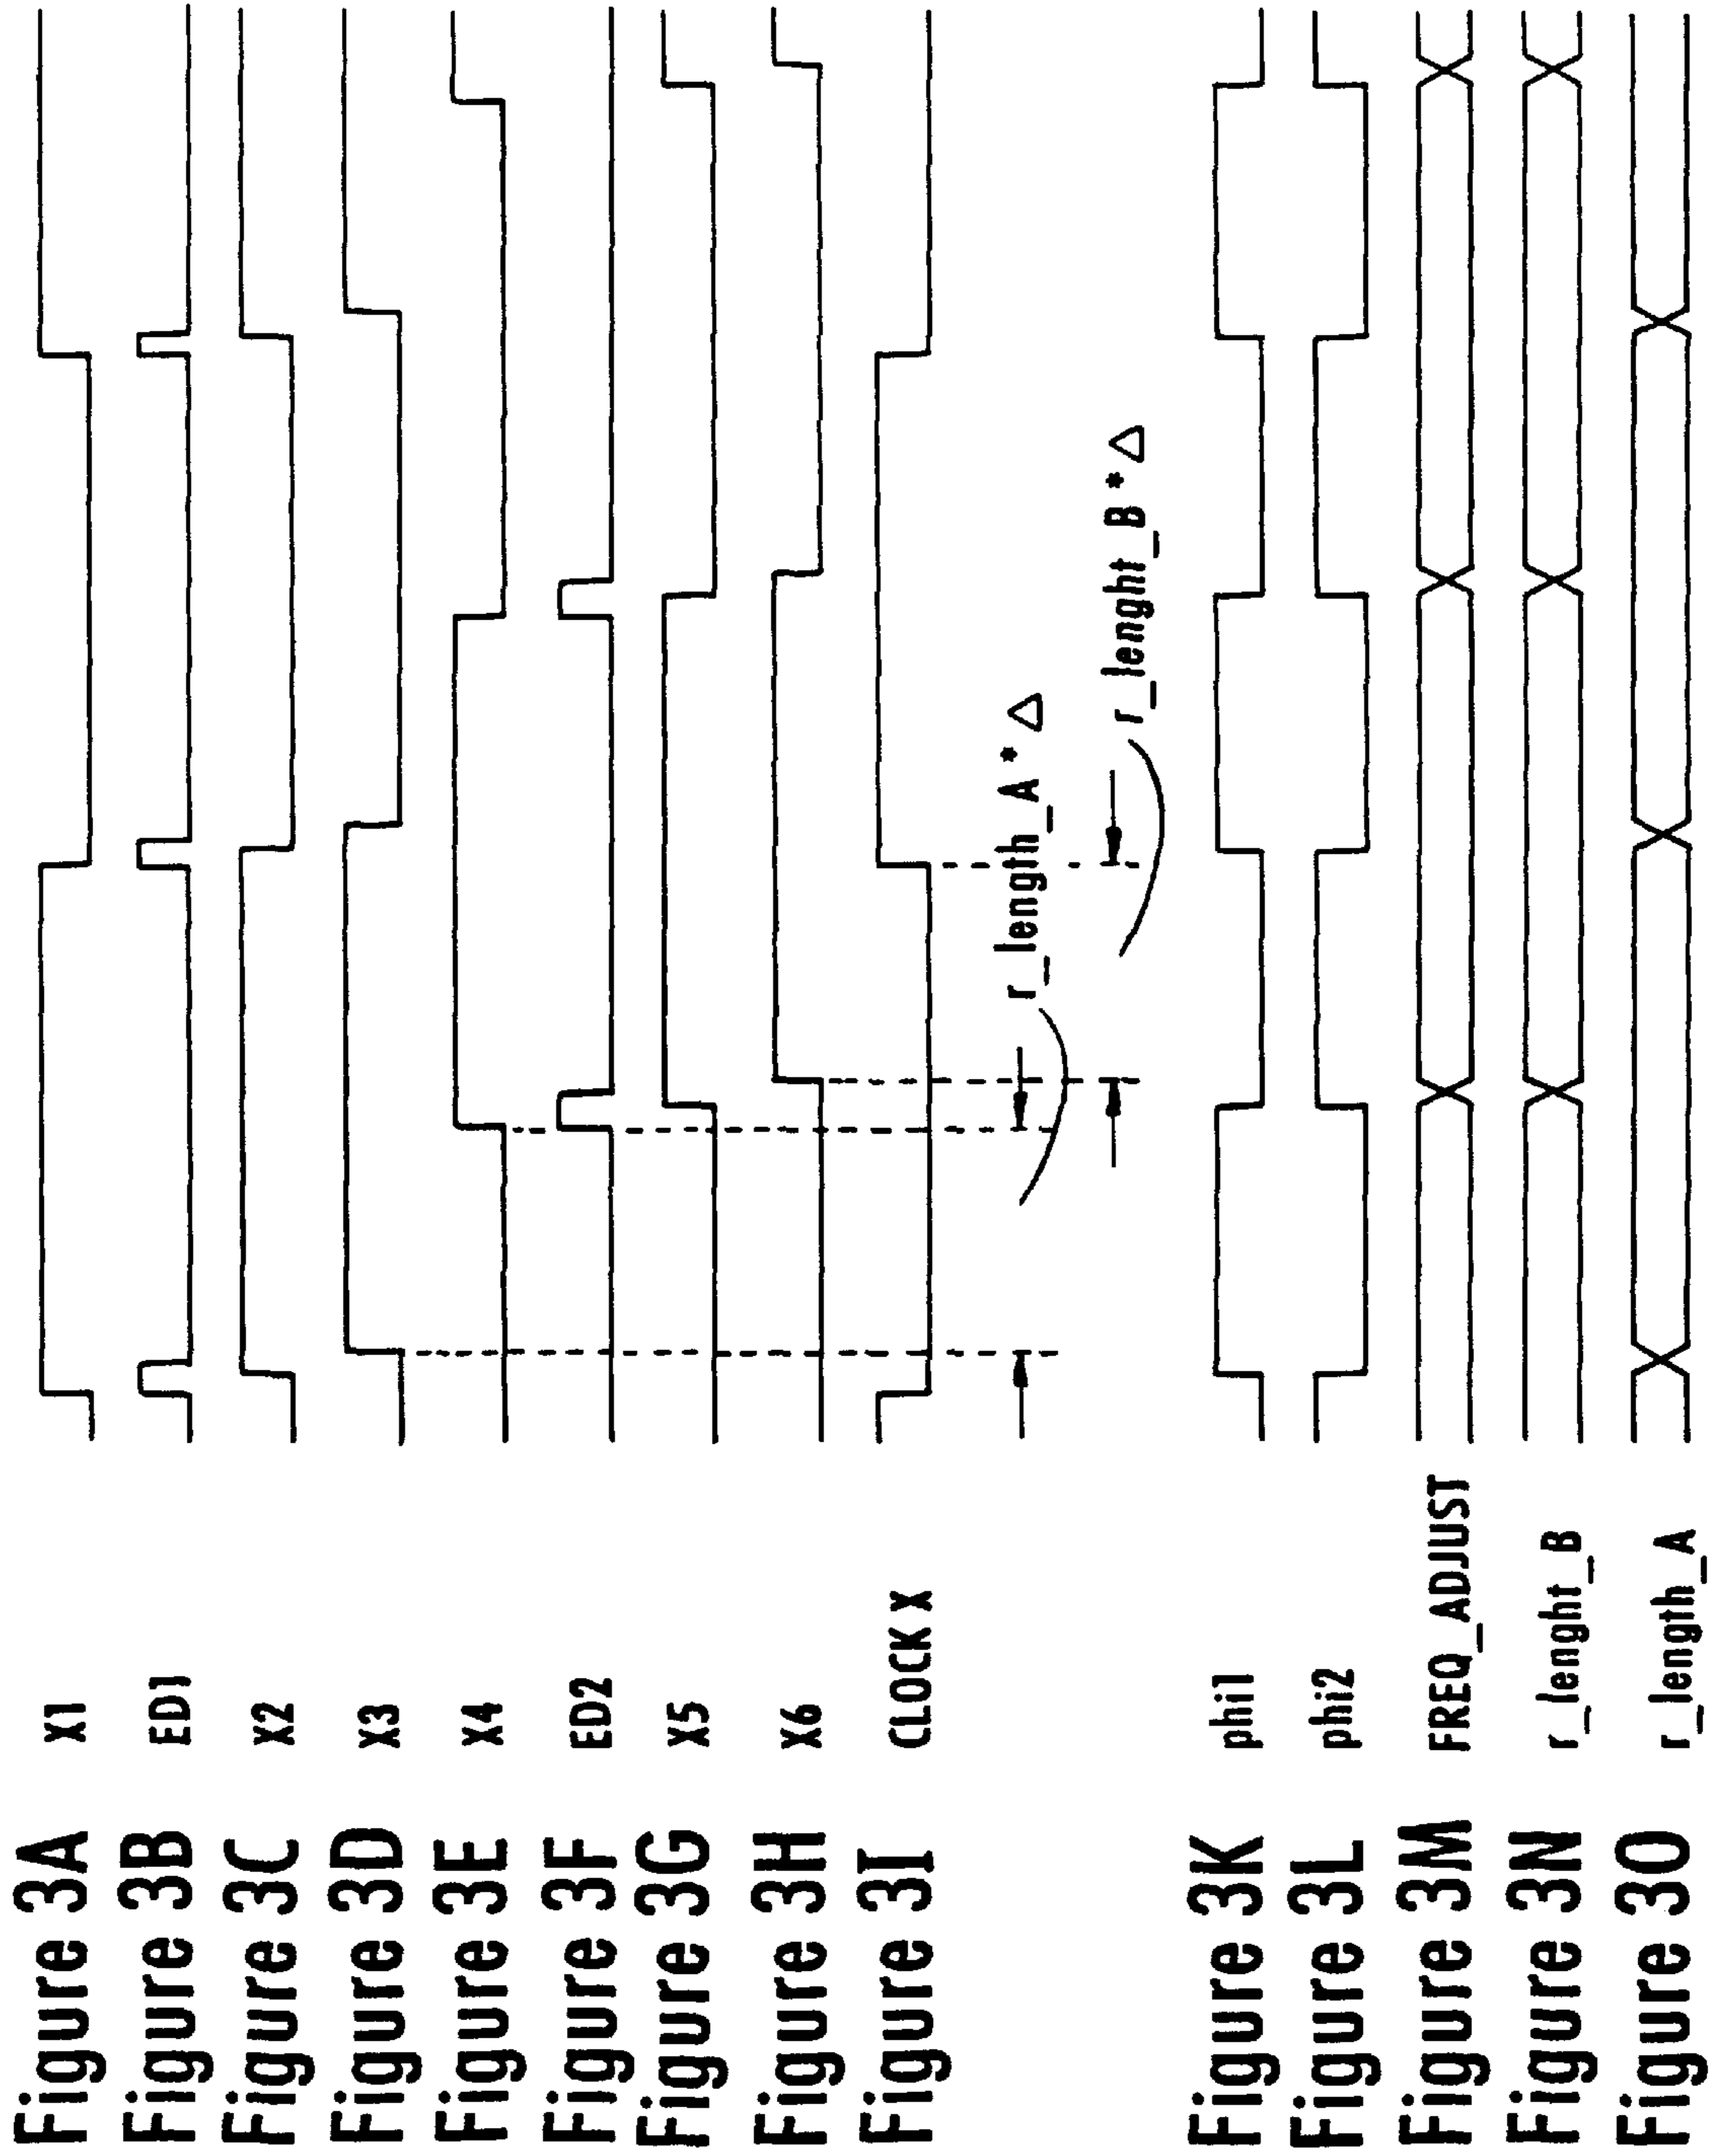 Figure 3A X1
Figure 3B ED1
Figure 3C X2
Figure 3D X3
Figure 3E X4
Figure 3F ED2
Figure 3G X5
Figure 3H X6
Figure 3I CLOCK X
r_length_A * Δ
r_lenght_B * Δ
Figure 3K phi1
Figure 3L phi2
Figure 3M FREQ_ADJUST
Figure 3N r_lenght_B
Figure 3O r_length_A